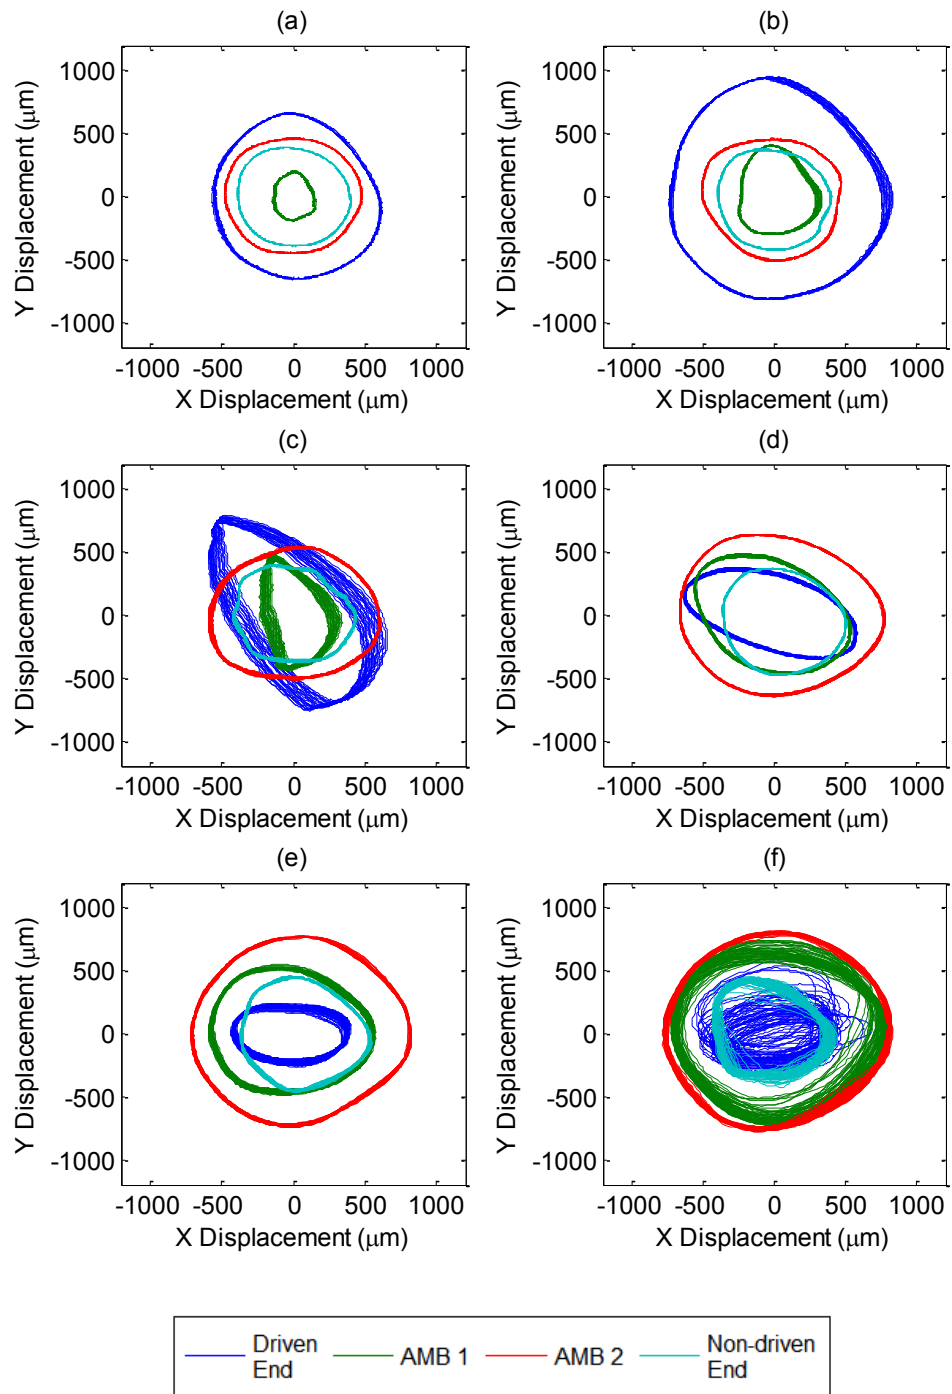 (a)
(b)
1000
500
0
-500
-1000
Y Displacement (μm)
-1000 -500 0 500 1000
X Displacement (μm)
1000
500
0
-500
-1000
Y Displacement (μm)
-1000 -500 0 500 1000
X Displacement (μm)
(c)
(d)
1000
500
0
-500
-1000
Y Displacement (μm)
-1000 -500 0 500 1000
X Displacement (μm)
1000
500
0
-500
-1000
Y Displacement (μm)
-1000 -500 0 500 1000
X Displacement (μm)
(e)
(f)
1000
500
0
-500
-1000
Y Displacement (μm)
-1000 -500 0 500 1000
X Displacement (μm)
1000
500
0
-500
-1000
Y Displacement (μm)
-1000 -500 0 500 1000
X Displacement (μm)
Driven
End
AMB 1
AMB 2
Non-driven
End